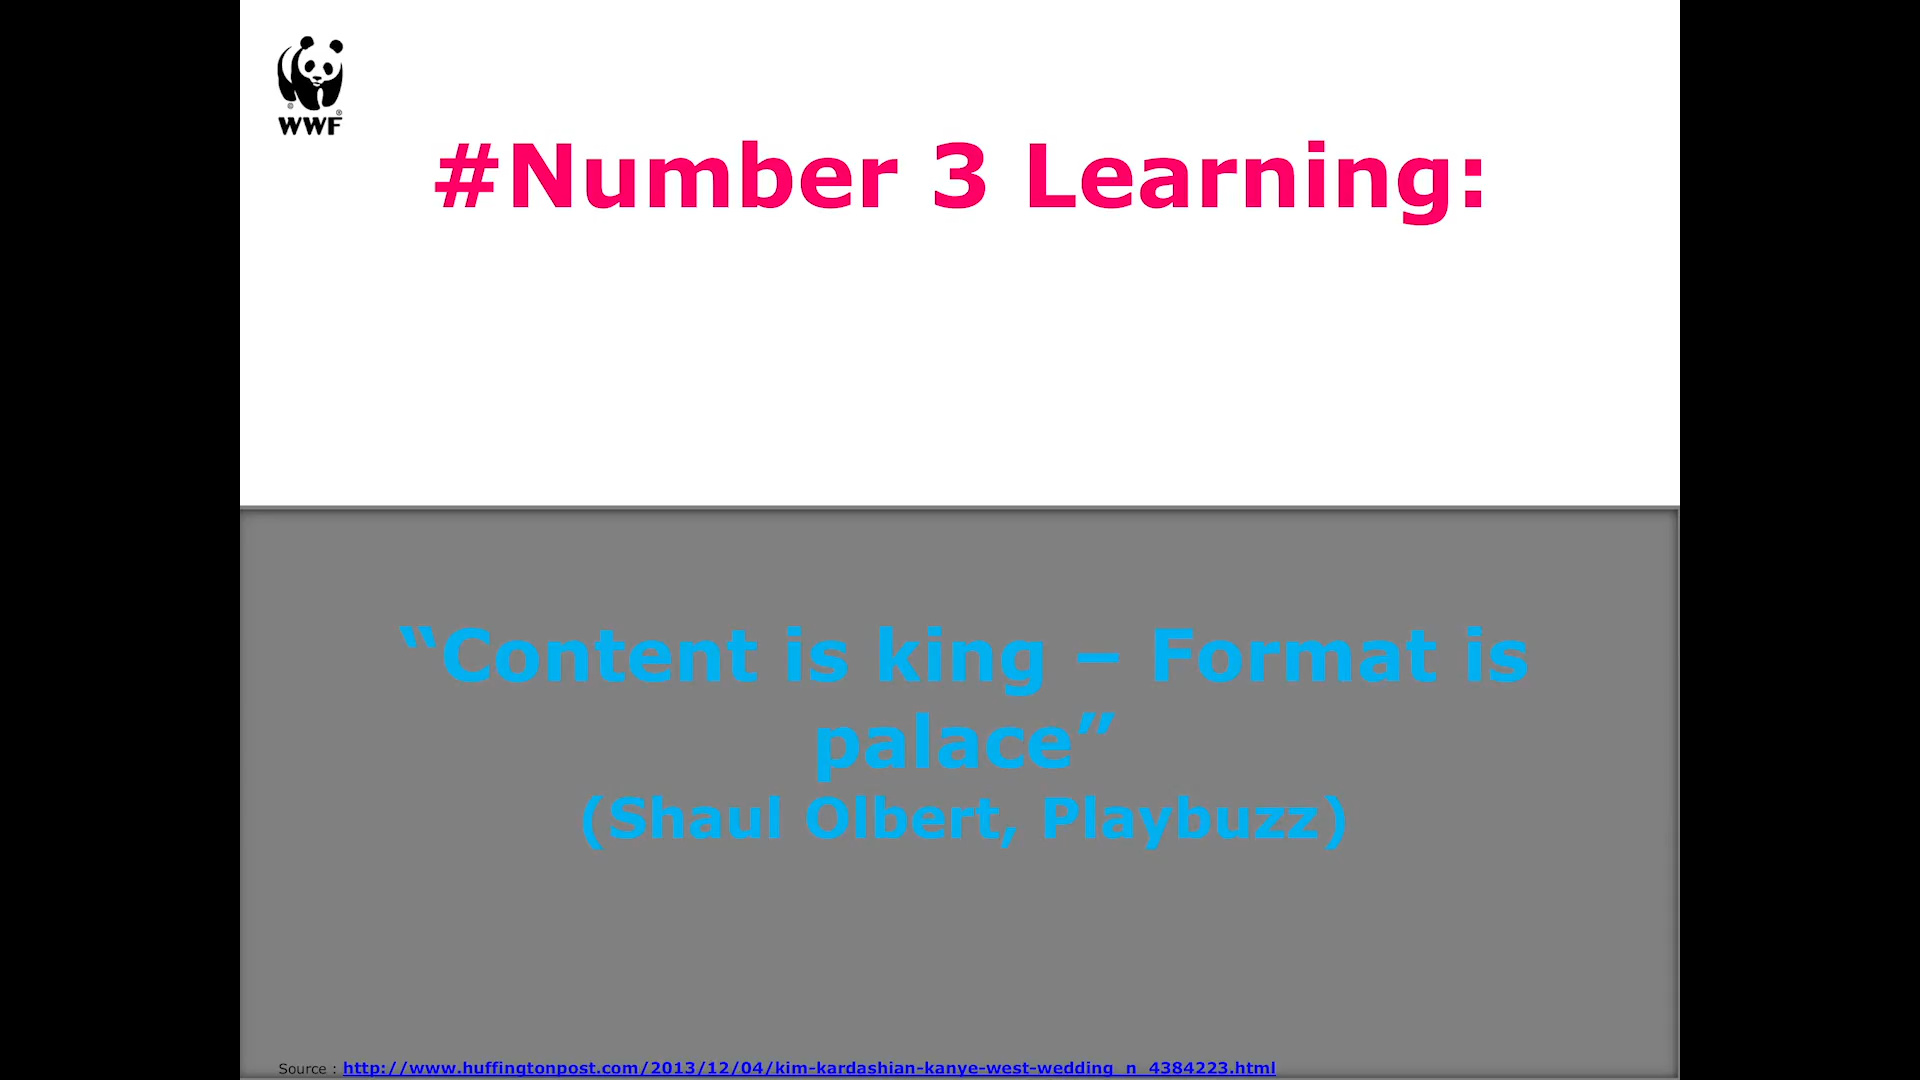 WWF
#Number 3 Learning:
“Content is king – Format is
palace”
(Shaul Olbert, Playbuzz)
Source : http://www.huffingtonpost.com/2013/12/04/kim-kardashian-kanye-west-wedding_n_4384223.html